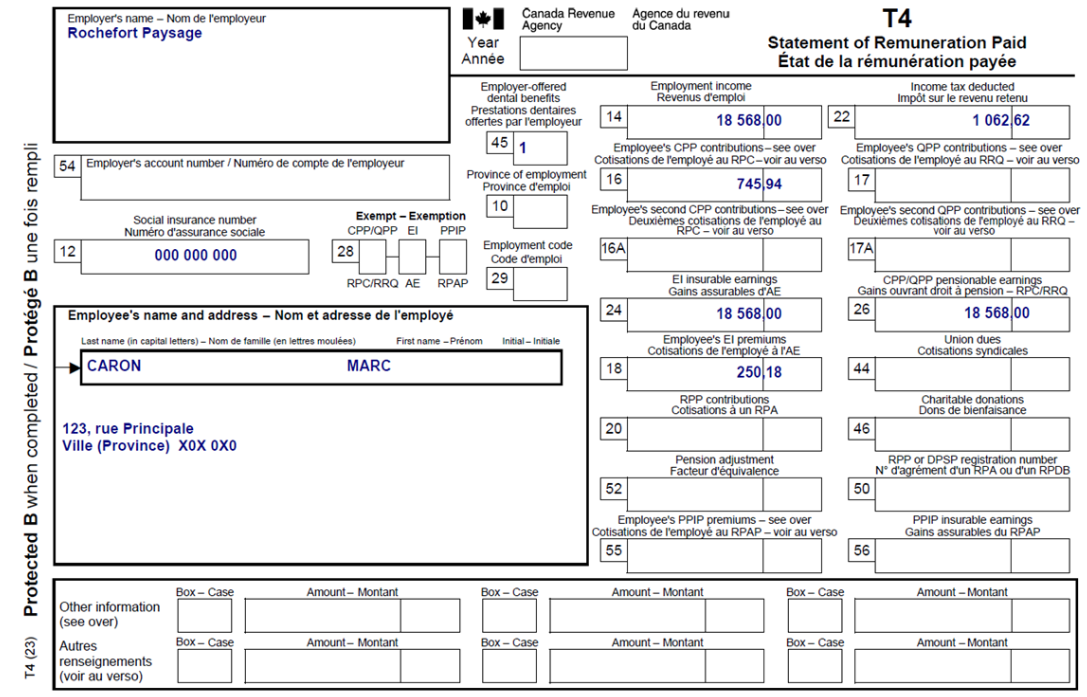 Employer's name – Nom de l'employeur
Rochefort Paysage
Canada Revenue Agency
Agence du revenu du Canada
Year
Année
T4
Statement of Remuneration Paid
État de la rémunération payée
Employer-offered dental benefits
Prestations dentaires offertes par l'employeur
45 1
Employment income
Revenus d'emploi
14 18 568,00
Income tax deducted
Impôt sur le revenu retenu
22 1 062,62
54 Employer's account number / Numéro de compte de l'employeur
Province of employment
Province d'emploi
10
Employee's CPP contributions – see over
Cotisations de l'employé au RPC – voir au verso
16 745,94
Employee's QPP contributions – see over
Cotisations de l'employé au RRQ – voir au verso
17
Social insurance number
Numéro d'assurance sociale
12 000 000 000
Exempt – Exemption
CPP/QPP EI PPIP
28
RPC/RRQ AE RPAP
Employment code
Code d'emploi
29
Employee's second CPP contributions – see over
Deuxièmes cotisations de l'employé au
RPC – voir au verso
16A
Employee's second QPP contributions – see over
Deuxièmes cotisations de l'employé au RRQ –
voir au verso
17A
EI insurable earnings
Gains assurables d'AE
24 18 568,00
CPP/QPP pensionable earnings
Gains ouvrant droit à pension – RPC/RRQ
26 18 568,00
Employee's name and address – Nom et adresse de l'employé
Last name (in capital letters) – Nom de famille (en lettres moulées) First name – Prénom Initial – Initiale
CARON MARC
123, rue Principale
Ville (Province) X0X 0X0
Employee's EI premiums
Cotisations de l'employé à l'AE
18 250,18
Union dues
Cotisations syndicales
44
RPP contributions
Cotisations à un RPA
20
Charitable donations
Dons de bienfaisance
46
Pension adjustment
Facteur d'équivalence
52
RPP or DPSP registration number
N° d'agrément d'un RPA ou d'un RPDB
50
Employee's PPIP premiums – see over
Cotisations de l'employé au RPAP – voir au verso
55
PPIP insurable earnings
Gains assurables du RPAP
56
Box – Case Amount – Montant Box – Case Amount – Montant Box – Case Amount – Montant
Other information
(see over)
Box – Case Amount – Montant Box – Case Amount – Montant Box – Case Amount – Montant
Autres
renseignements
(voir au verso)
T4 (23) Protected B when completed / Protégé B une fois rempli